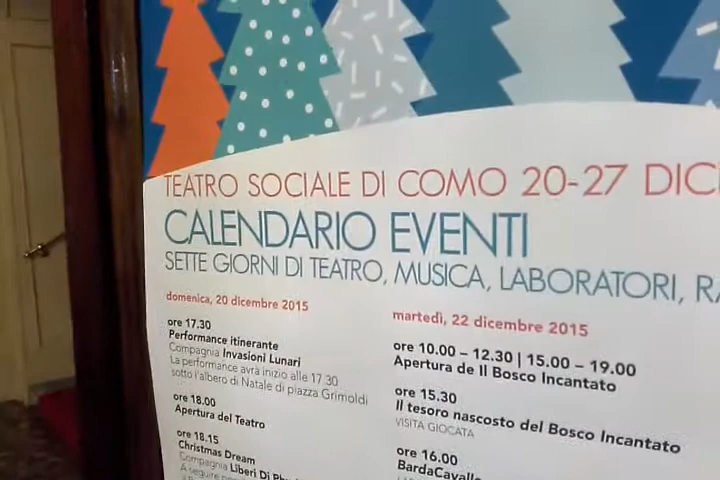 TEATRO SOCIALE DI COMO 20-27
CALENDARIO EVENTI
SETTE GIORNI DI TEATRO, MUSICA, LABORATORI,
domenica, 20 dicembre 2015
ore 17.30
Performance itinerante
Compagnia Invasioni Lunari
La performance avrà inizio alle 17.30
sotto l'albero di Natale di piazza Grimoldi
ore 18.00
Apertura del Teatro
ore 18.15
Christmas Dream
Compagnia Liberi Di
A seguire
martedì, 22 dicembre 2015
ore 10.00 – 12.30 | 15.00 – 19.00
Apertura de Il Bosco Incantato
ore 15.30
Il tesoro nascosto del Bosco Incantato
VISITA GIOCATA
ore 16.00